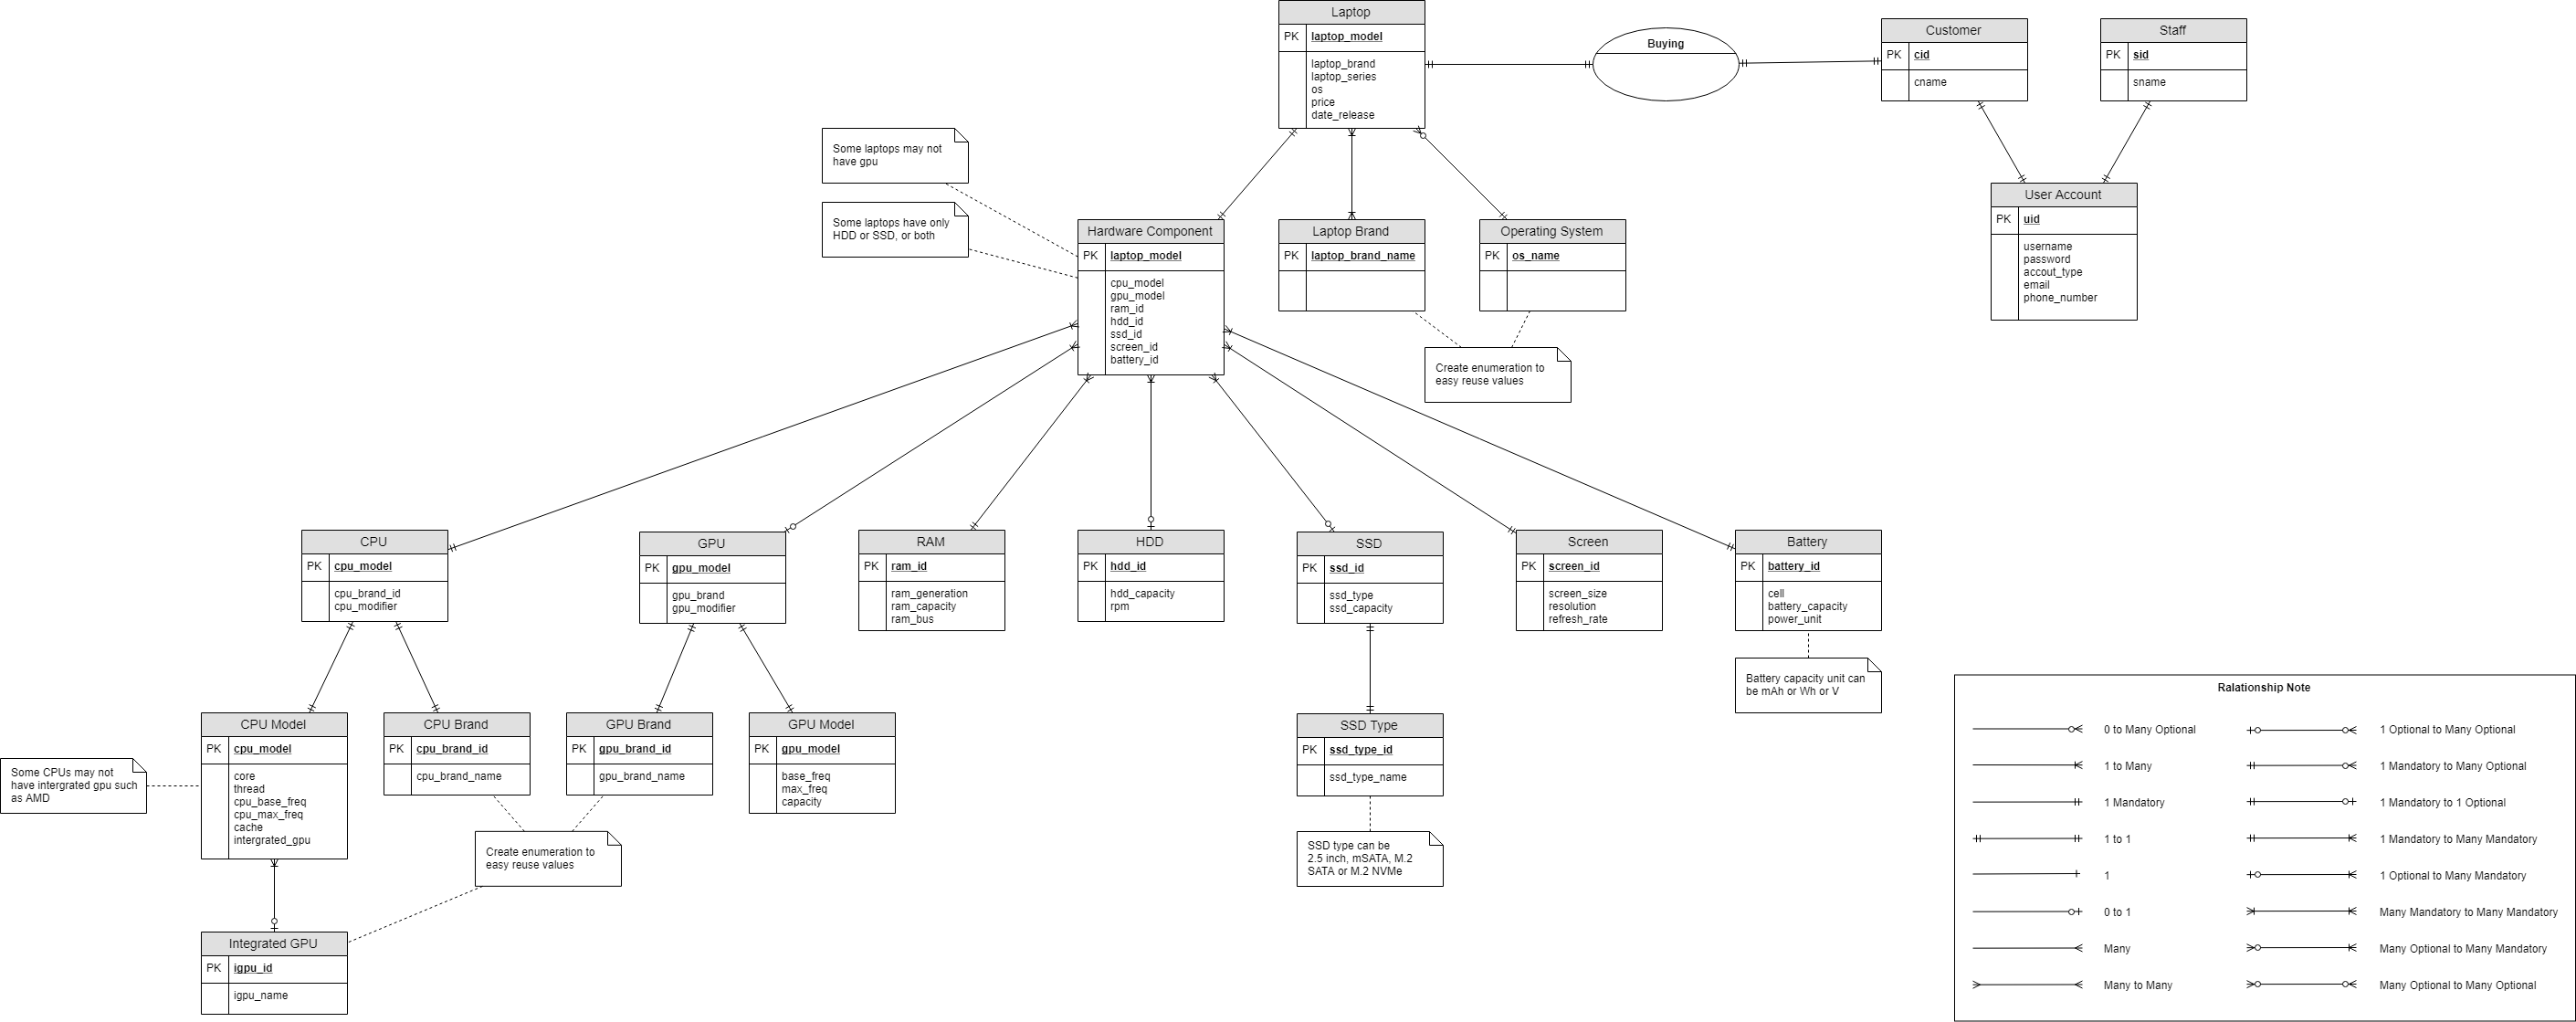 Laptop
PK laptop_model
laptop_brand
laptop_series
os
price
date_release
Buying
Customer
PK cid
cname
Staff
PK sid
sname
Some laptops may not
have gpu
Some laptops have only
HDD or SSD, or both
User Account
PK uid
username
password
accout_type
email
phone_number
Hardware Component
PK laptop_model
cpu_model
gpu_model
ram_id
hdd_id
ssd_id
screen_id
battery_id
Laptop Brand
PK laptop_brand_name
Operating System
PK os_name
Create enumeration to
easy reuse values
CPU
PK cpu_model
cpu_brand_id
cpu_modifier
GPU
PK gpu_model
gpu_brand
gpu_modifier
RAM
PK ram_id
ram_generation
ram_capacity
ram_bus
HDD
PK hdd_id
hdd_capacity
rpm
SSD
PK ssd_id
ssd_type
ssd_capacity
Screen
PK screen_id
screen_size
resolution
refresh_rate
Battery
PK battery_id
cell
battery_capacity
power_unit
Battery capacity unit can
be mAh or Wh or V
CPU Model
PK cpu_model
core
thread
cpu_base_freq
cpu_max_freq
cache
intergrated_gpu
CPU Brand
PK cpu_brand_id
cpu_brand_name
GPU Brand
PK gpu_brand_id
gpu_brand_name
GPU Model
PK gpu_model
base_freq
max_freq
capacity
SSD Type
PK ssd_type_id
ssd_type_name
Some CPUs may not
have intergrated gpu such
as AMD
Create enumeration to
easy reuse values
SSD type can be
2.5 inch, mSATA, M.2
SATA or M.2 NVMe
Integrated GPU
PK igpu_id
igpu_name
Ralationship Note
0 to Many Optional
1 to Many
1 Mandatory
1 to 1
1
0 to 1
Many
Many to Many
1 Optional to Many Optional
1 Mandatory to Many Optional
1 Mandatory to 1 Optional
1 Mandatory to Many Mandatory
1 Optional to Many Mandatory
Many Mandatory to Many Mandatory
Many Optional to Many Mandatory
Many Optional to Many Optional